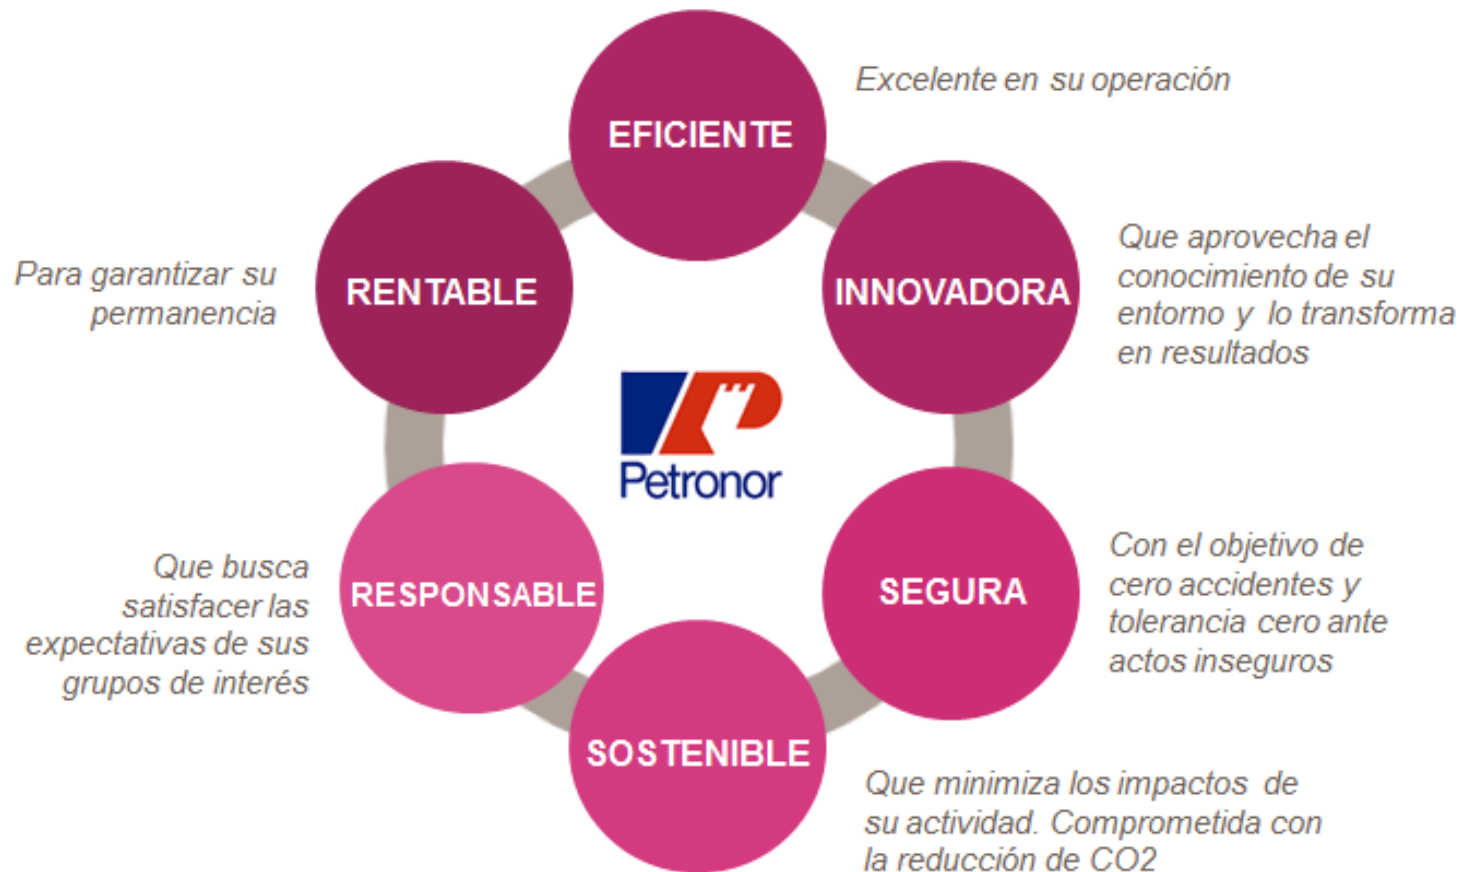 EFICIENTE
Excelente en su operación
INNOVADORA
Que aprovecha el
conocimiento de su
entorno y lo transforma
en resultados
SEGURA
Con el objetivo de
cero accidentes y
tolerancia cero ante
actos inseguros
SOSTENIBLE
Que minimiza los impactos de
su actividad. Comprometida con
la reducción de CO2
RESPONSABLE
Que busca
satisfacer las
expectativas de sus
grupos de interés
RENTABLE
Para garantizar su
permanencia
Petronor